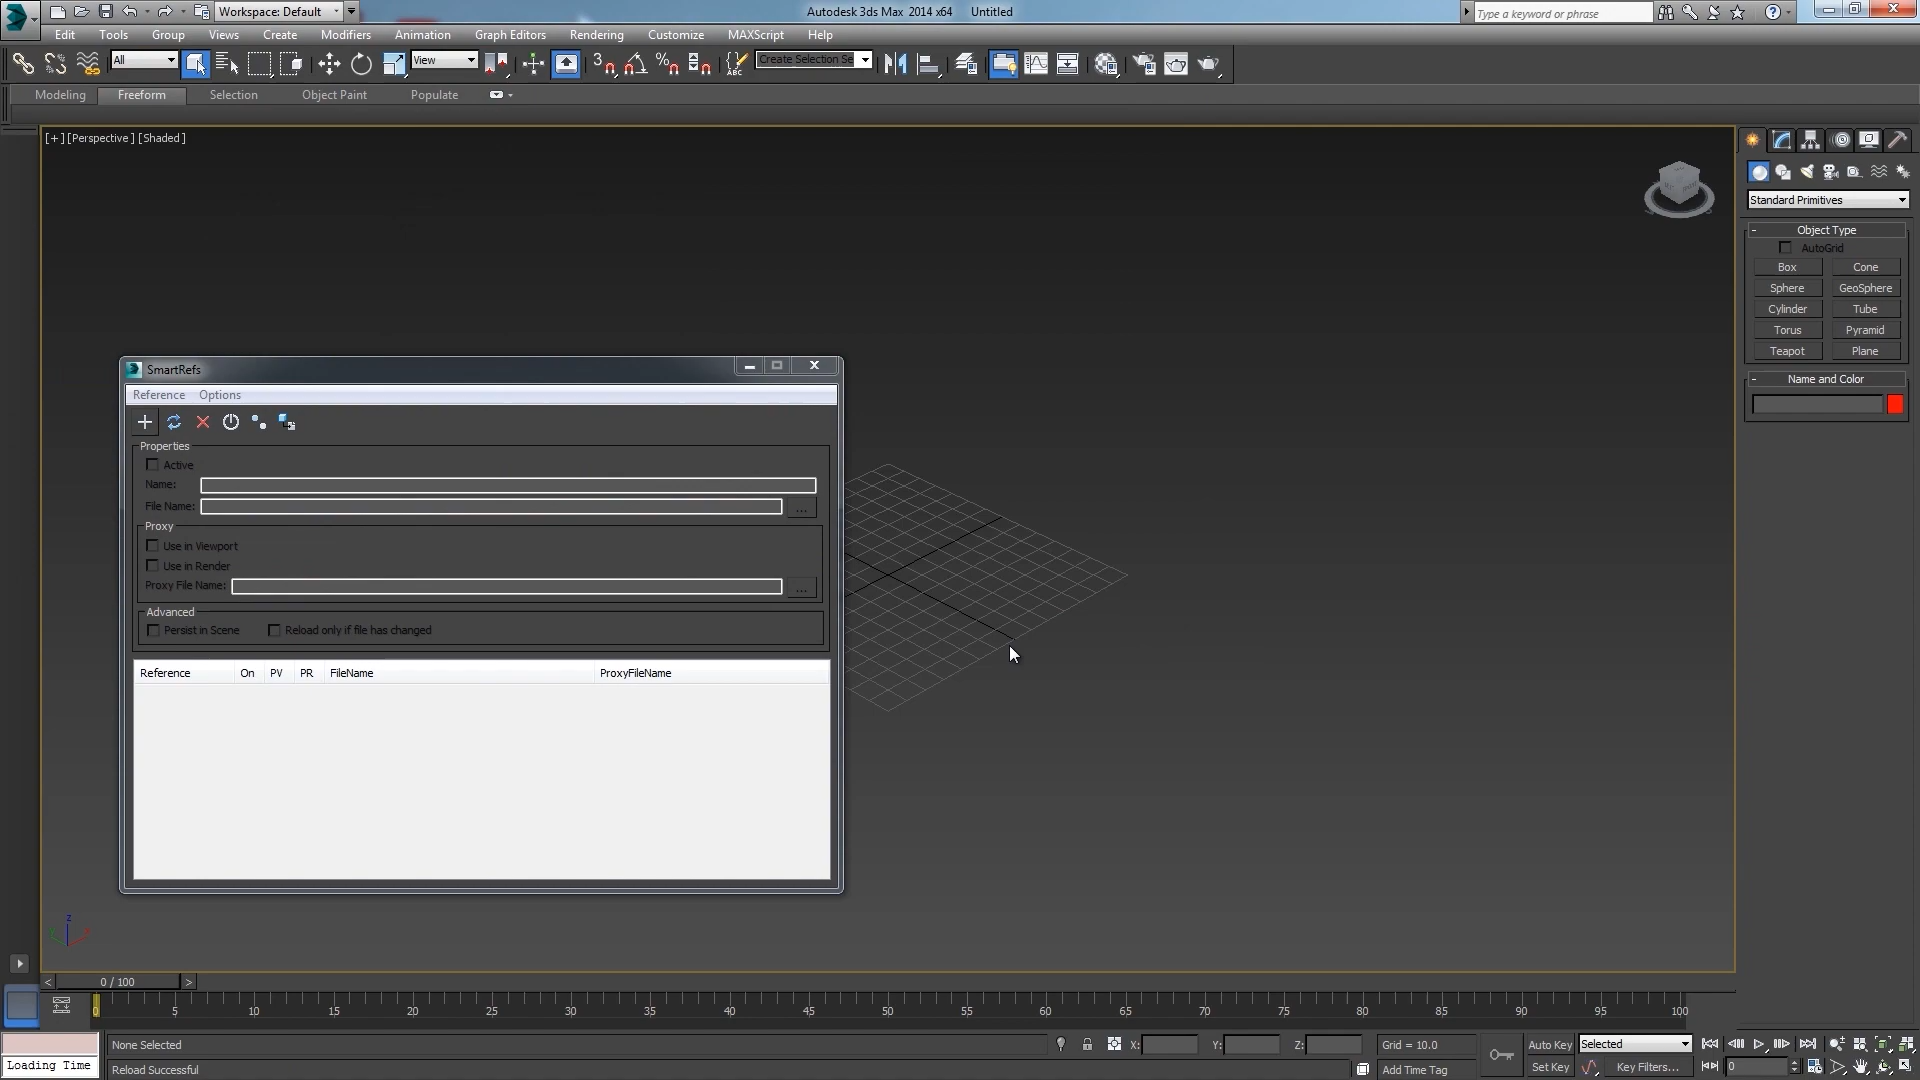 Workspace: Default
Autodesk 3ds Max 2014 x64 Untitled
Type a keyword or phrase
Edit Tools Group Views Create Modifiers Animation Graph Editors Rendering Customize MAXScript Help
All
View
3
ABC
Create Selection Se
Modeling Freeform Selection Object Paint Populate
[+] [Perspective] [Shaded]
Standard Primitives
- Object Type
AutoGrid
Box Cone
Sphere GeoSphere
Cylinder Tube
Torus Pyramid
Teapot Plane
- Name and Color
SmartRefs
Reference Options
Properties
Active
Name:
File Name: ...
Proxy
Use in Viewport
Use in Render
Proxy File Name: ...
Advanced
Persist in Scene Reload only if file has changed
Reference On PV PR FileName ProxyFileName
z
< 0 / 100 >
0 5 10 15 20 25 30 35 40 45 50 55 60 65 70 75 80 85 90 95 100
None Selected X: Y: Z: Grid = 10.0 Auto Key Selected
Loading Time Reload Successful Add Time Tag Set Key Key Filters... 0